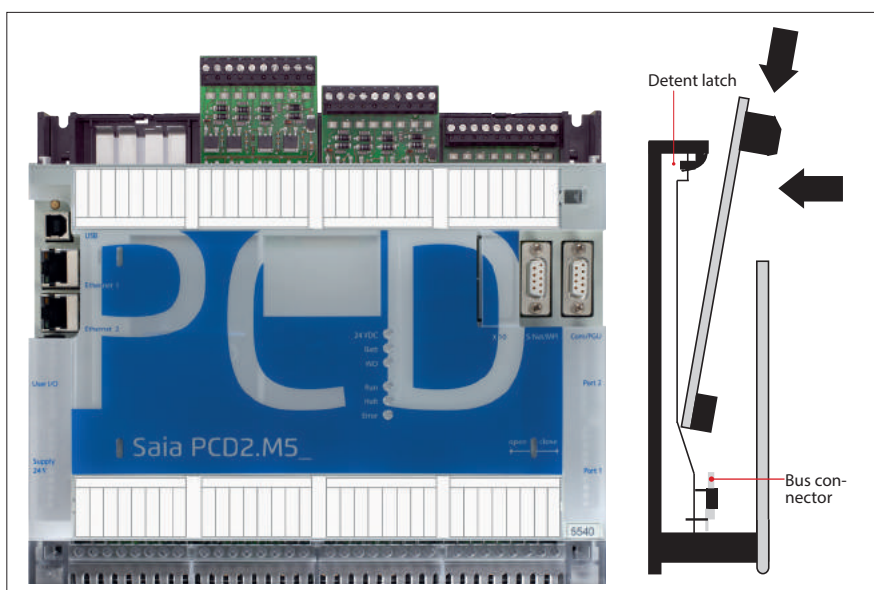 Detent latch
USB
Ethernet 1
Ethernet 2
PCD
24 VDC
Batt
WD
Run
Halt
Error
User I/O
Supply
24 V
S-Net/MPI
Com/PGU
Port 2
Port 1
open close
Saia PCD2.M5_
5540
Bus con-
nector